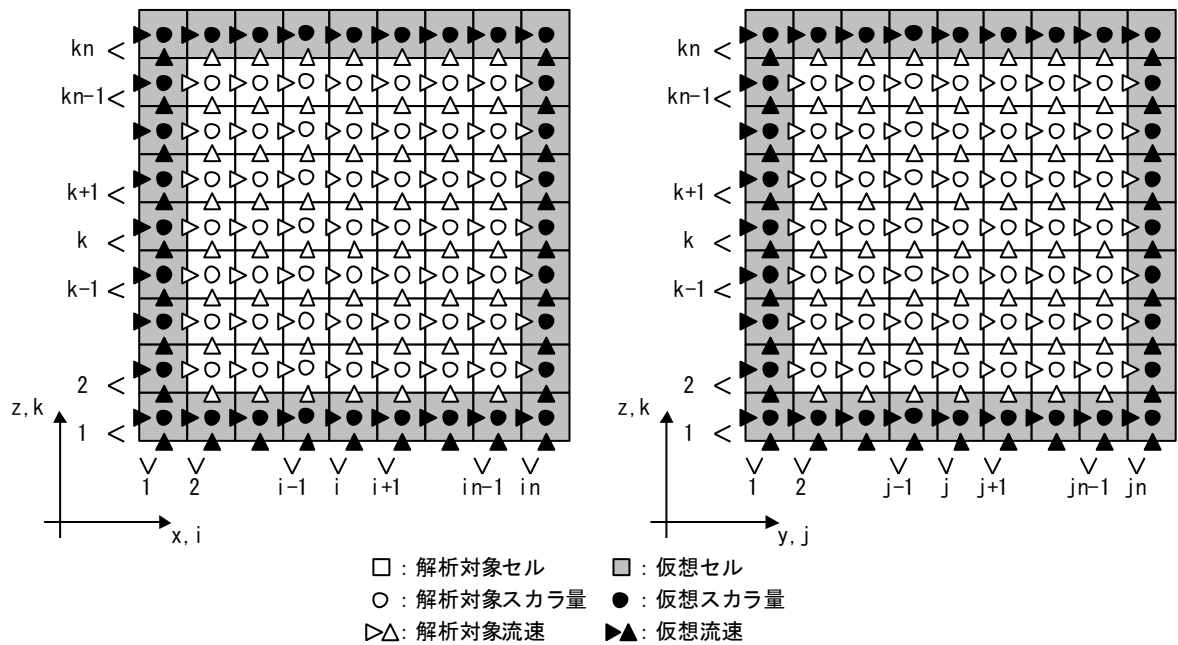 kn
kn-1
k+1
k
k-1
2
1
z,k
1 2 i-1 i i+1 in-1 in
x,i
kn
kn-1
k+1
k
k-1
2
1
z,k
1 2 j-1 j j+1 jn-1 jn
y,j
□ : 解析対象セル ■ : 仮想セル
○ : 解析対象スカラ量 ● : 仮想スカラ量
▷△: 解析対象流速 ▶▲: 仮想流速